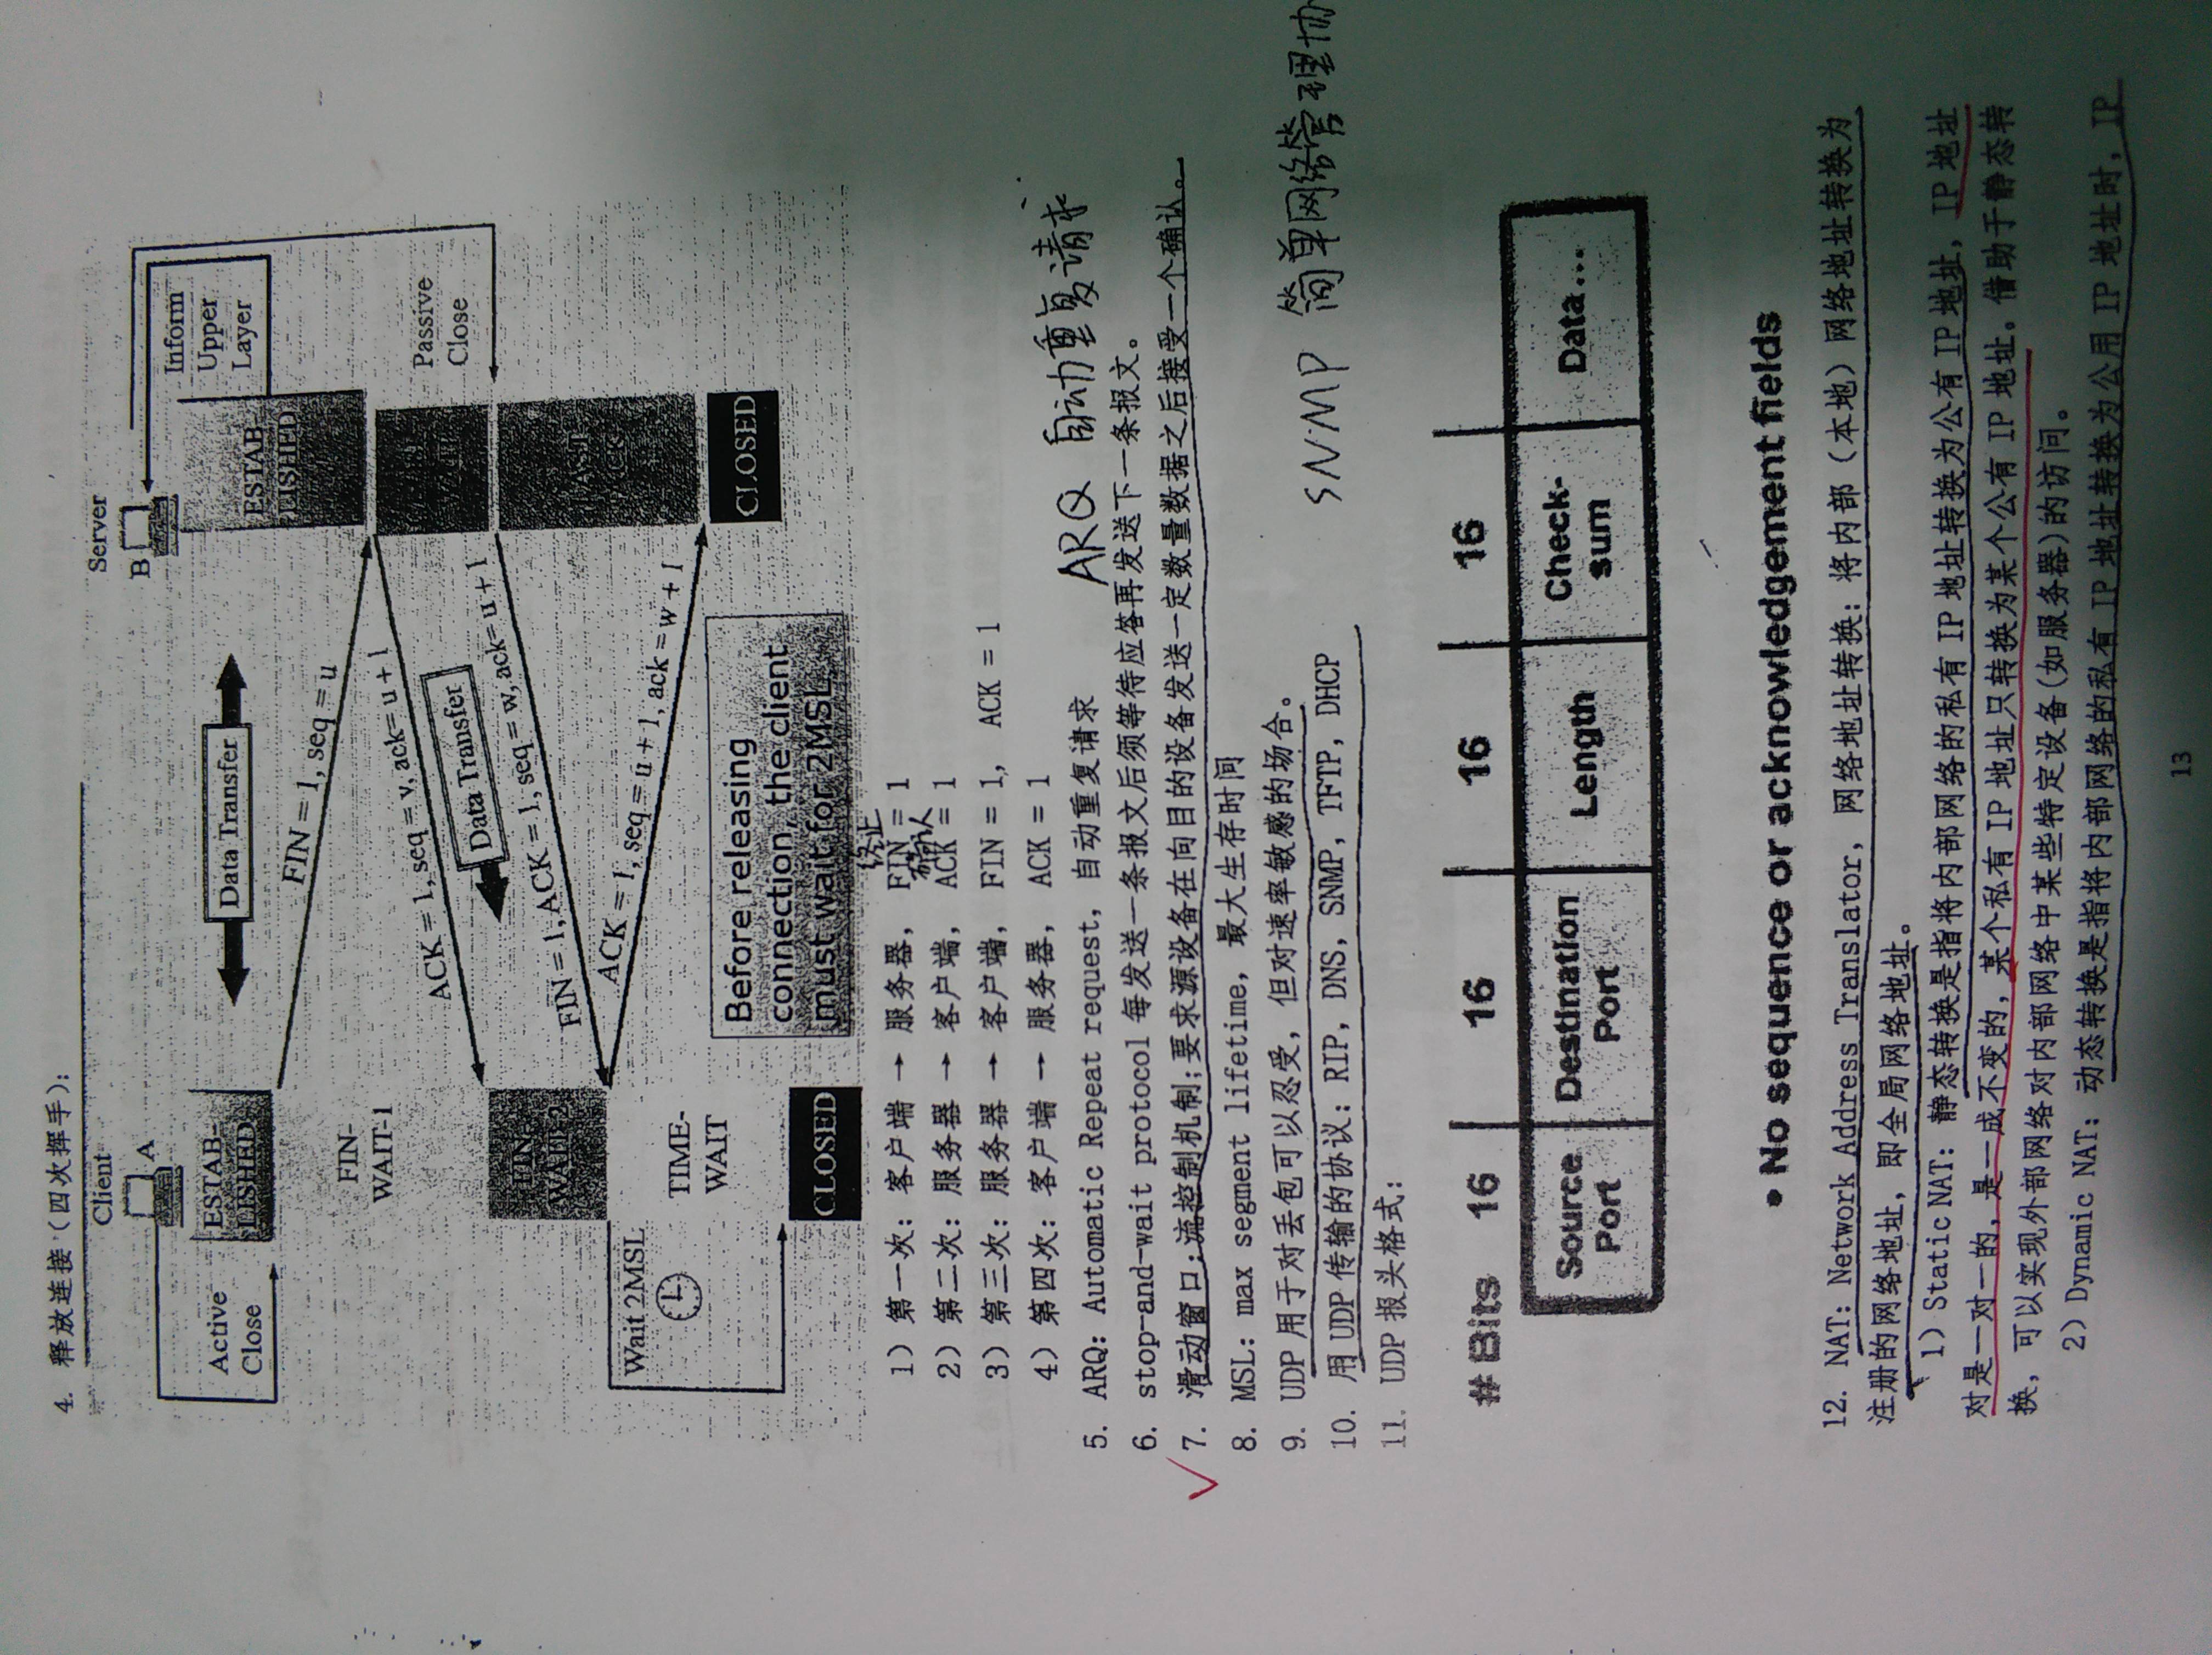 4. 释放连接（四次挥手）：
Client
Server
A
B
Active
Close
ESTAB-
LISHED
Data Transfer
ESTAB-
LISHED
Inform
Upper
Layer
FIN = 1, seq = u
FIN-
WAIT-1
ACK = 1, seq = v, ack= u + 1
Passive
Close
Data Transfer
FIN-
WAIT-2
FIN = 1, ACK = 1, seq = w, ack= u + 1
LAST
ACK
ACK = 1, seq = u + 1, ack = w + 1
Wait 2MSL
TIME-
WAIT
CLOSED
Before releasing
connection, the client
must wait for 2MSL
CLOSED
终止
1）第一次：客户端 → 服务器， FIN = 1
确认
2）第二次：服务器 → 客户端， ACK = 1
3）第三次：服务器 → 客户端， FIN = 1， ACK = 1
4）第四次：客户端 → 服务器， ACK = 1
5. ARQ：Automatic Repeat request，自动重复请求
ARQ 自动重复请求
6. stop-and-wait protocol 每发送一条报文后须等待应答再发送下一条报文。
7. 滑动窗口：流控制机制；要求源设备在向目的设备发送一定数量数据之后接受一个确认。
8. MSL：max segment lifetime，最大生存时间
9. UDP 用于对丢包可以忍受，但对速率敏感的场合。
10. 用 UDP 传输的协议：RIP，DNS，SNMP，TFTP，DHCP
SNMP 简单网络管理协
11. UDP 报头格式：
# Bits 16 16 16 16
Source
Port
Destination
Port
Length
Check-
sum
Data...
• No sequence or acknowledgement fields
12. NAT：Network Address Translator，网络地址转换：将内部（本地）网络地址转换为
注册的网络地址，即全局网络地址。
1）Static NAT：静态转换是指将内部网络的私有 IP 地址转换为公有 IP 地址，IP 地址
对是一对一的，是一成不变的，某个私有 IP 地址只转换为某个公有 IP 地址。借助于静态转
换，可以实现外部网络对内部网络中某些特定设备(如服务器)的访问。
2）Dynamic NAT：动态转换是指将内部网络的私有 IP 地址转换为公用 IP 地址时，IP
13